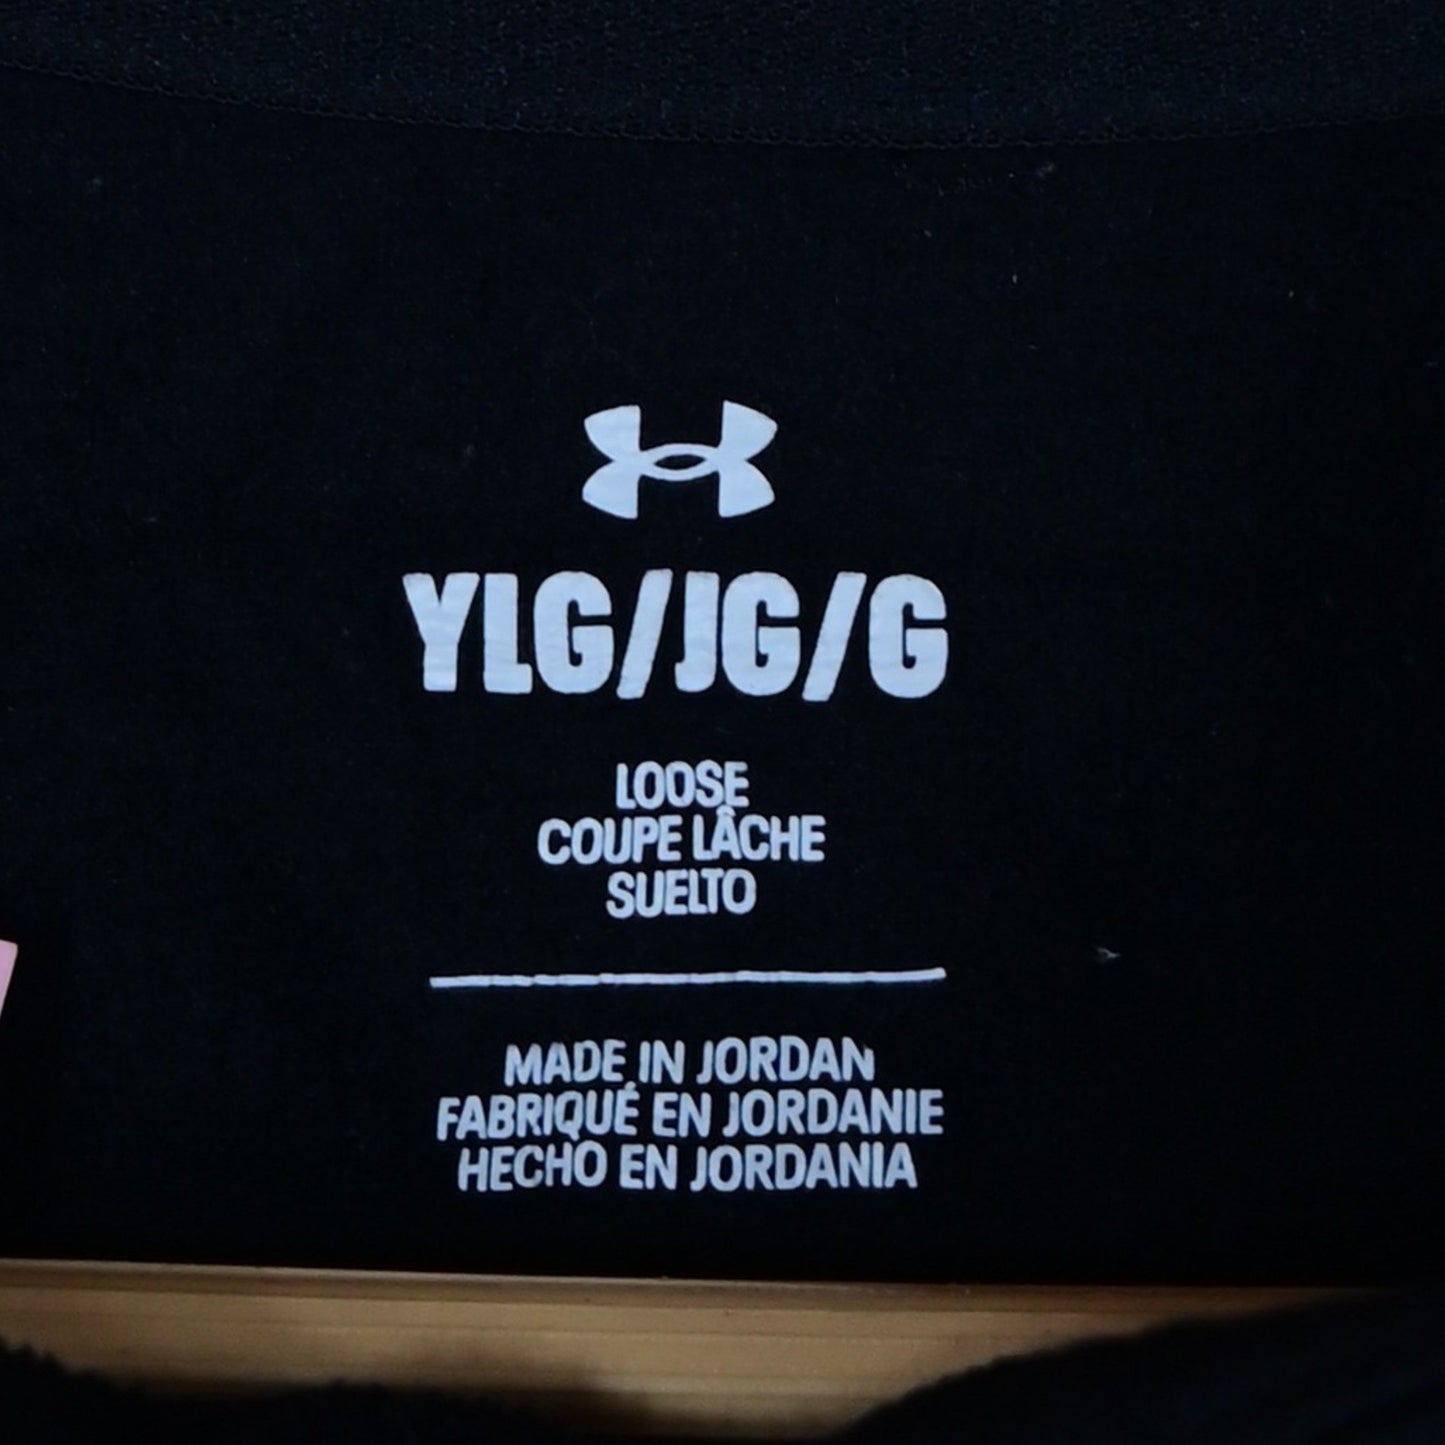 YLG/JG/G
LOOSE
COUPE LÂCHE
SUELTO
MADE IN JORDAN
FABRIQUÉ EN JORDANIE
HECHO EN JORDANIA